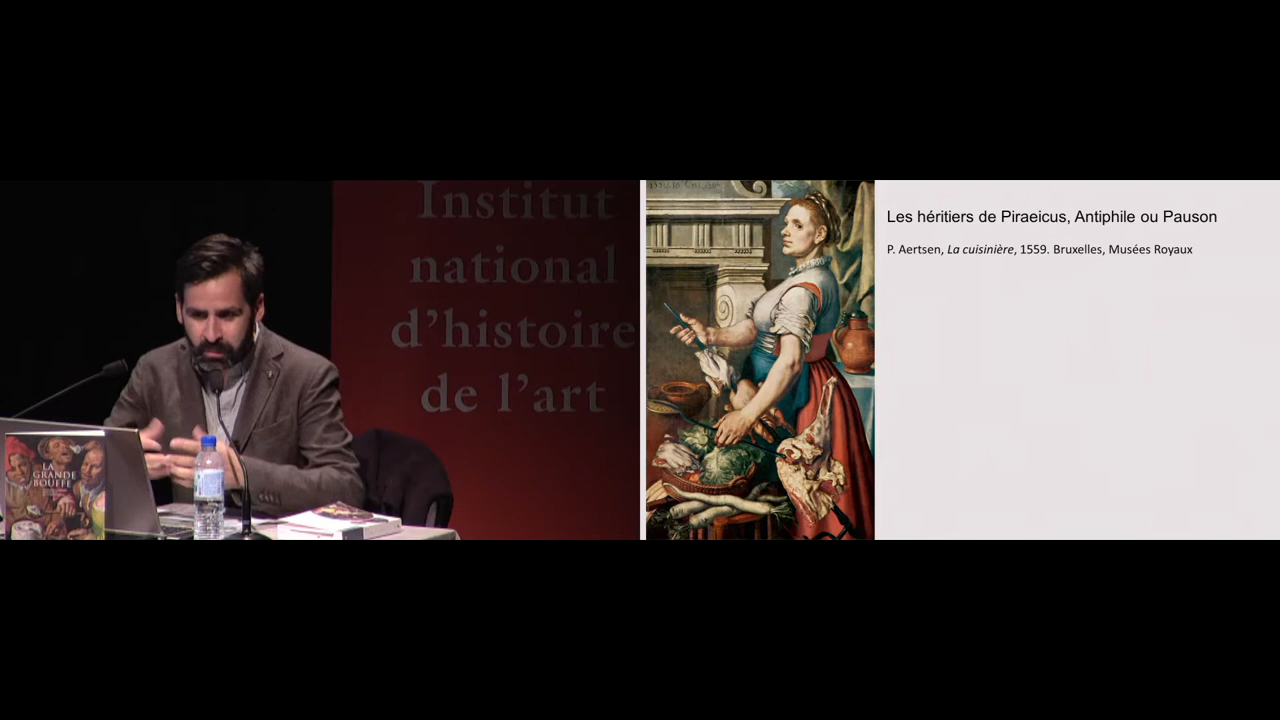 Institut
national
d’histoire
de l’art
LA
GRANDE
BOUFFE
Les héritiers de Piraeicus, Antiphile ou Pauson
P. Aertsen, La cuisinière, 1559. Bruxelles, Musées Royaux